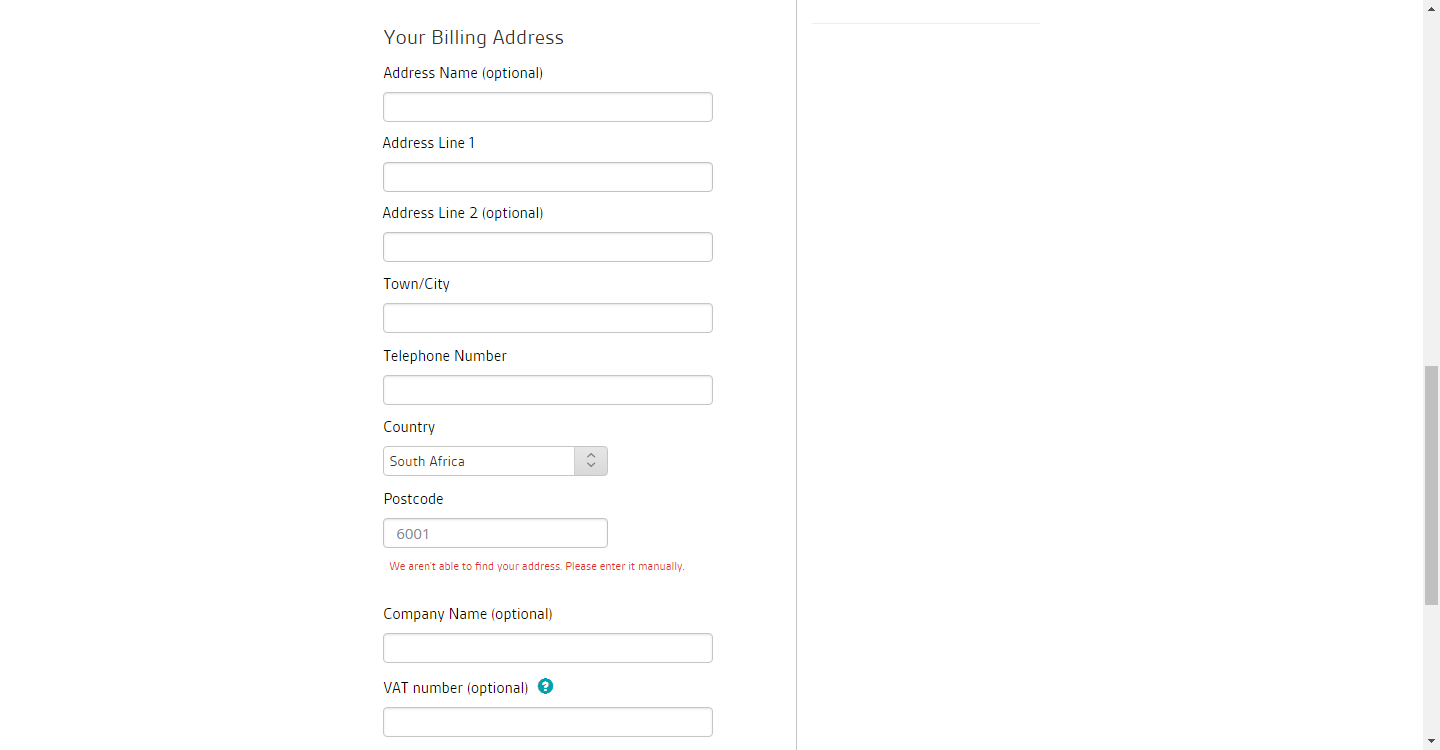 Your Billing Address
Address Name (optional)
Address Line 1
Address Line 2 (optional)
Town/City
Telephone Number
Country
South Africa
Postcode
6001
We aren't able to find your address. Please enter it manually.
Company Name (optional)
VAT number (optional) ?